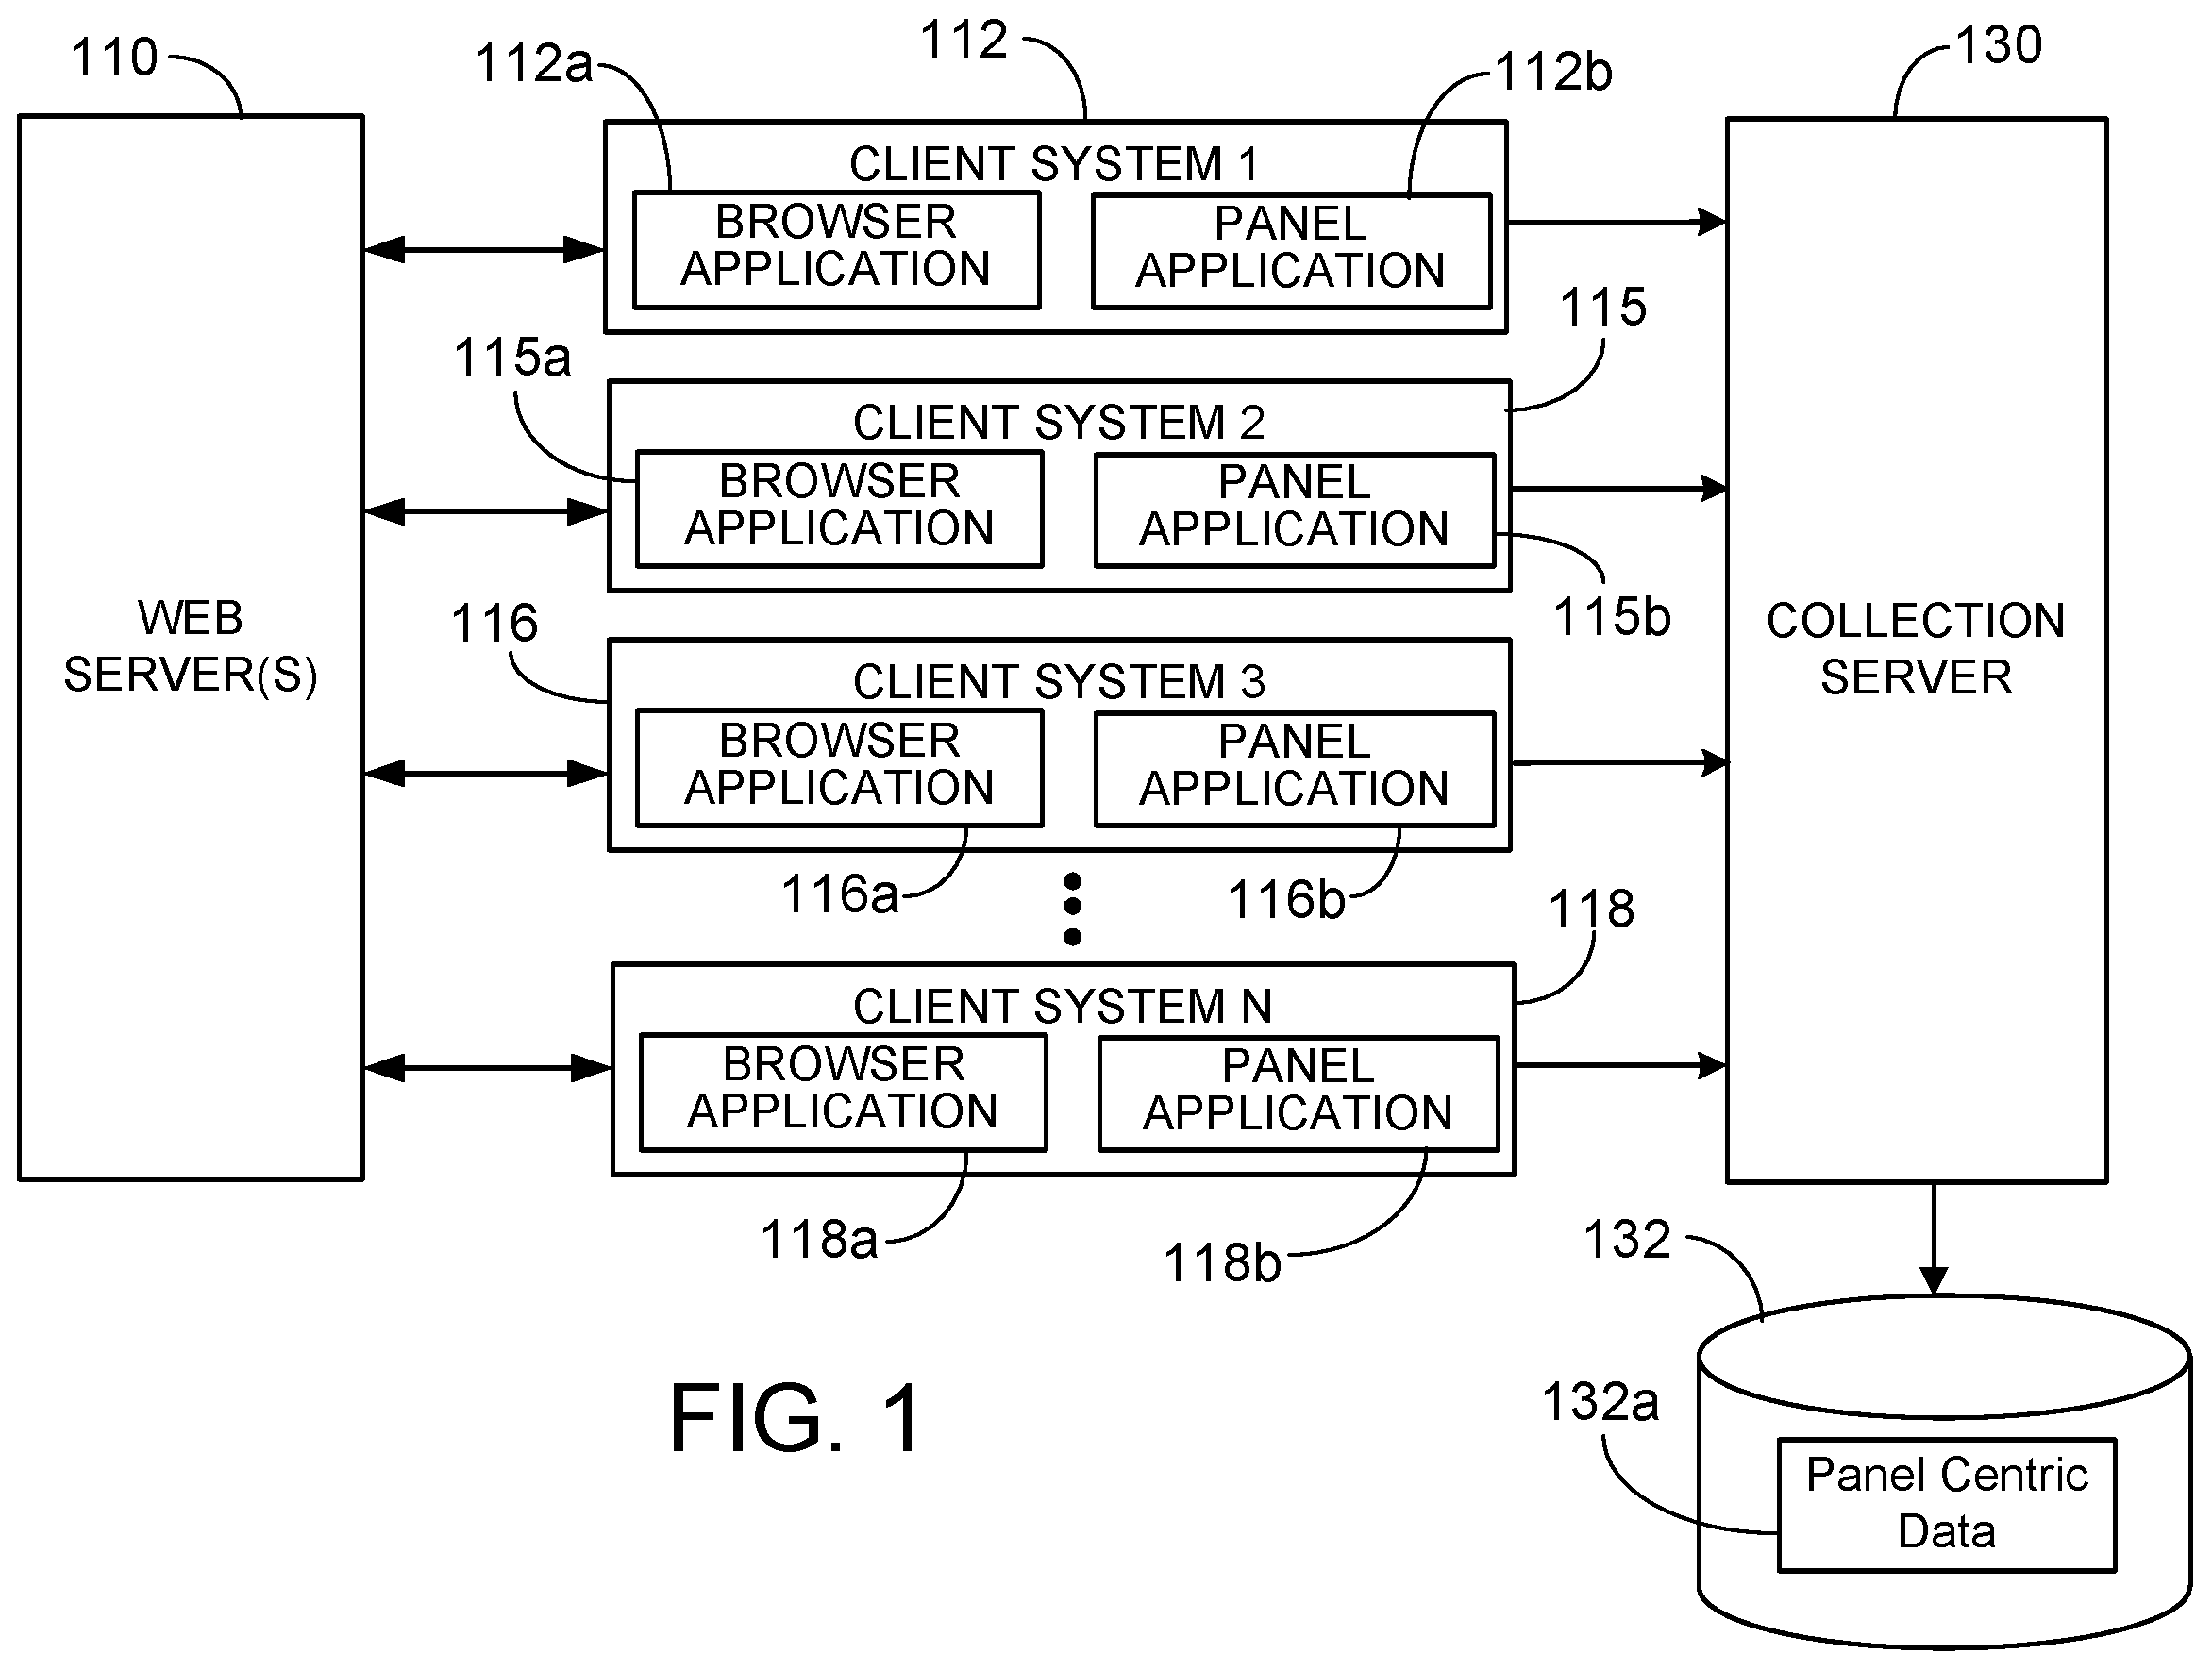 110
112a
112
112b
130
CLIENT SYSTEM 1
BROWSER
APPLICATION
PANEL
APPLICATION
115
115a
CLIENT SYSTEM 2
BROWSER
APPLICATION
PANEL
APPLICATION
115b
WEB
SERVER(S)
COLLECTION
SERVER
116
CLIENT SYSTEM 3
BROWSER
APPLICATION
PANEL
APPLICATION
116a
116b
118
CLIENT SYSTEM N
BROWSER
APPLICATION
PANEL
APPLICATION
118a
118b
132
132a
Panel Centric
Data
FIG. 1